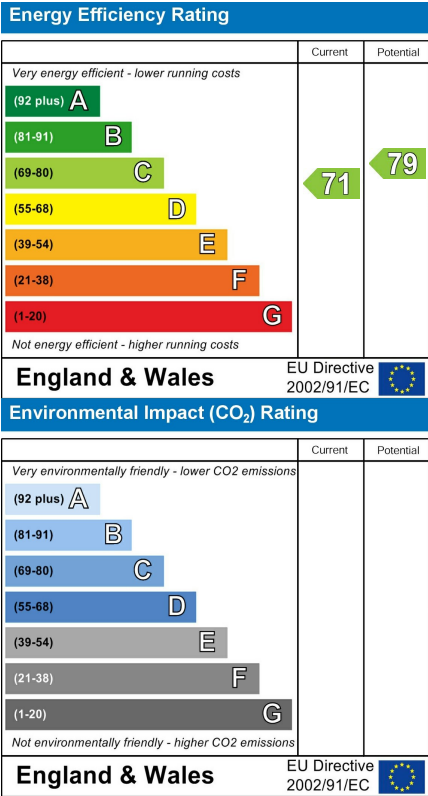 Energy Efficiency Rating
Current Potential
Very energy efficient - lower running costs
(92 plus) A
(81-91) B
(69-80) C
71
79
(55-68) D
(39-54) E
(21-38) F
(1-20) G
Not energy efficient - higher running costs
England & Wales
EU Directive
2002/91/EC
Environmental Impact (CO₂) Rating
Current Potential
Very environmentally friendly - lower CO2 emissions
(92 plus) A
(81-91) B
(69-80) C
(55-68) D
(39-54) E
(21-38) F
(1-20) G
Not environmentally friendly - higher CO2 emissions
England & Wales
EU Directive
2002/91/EC